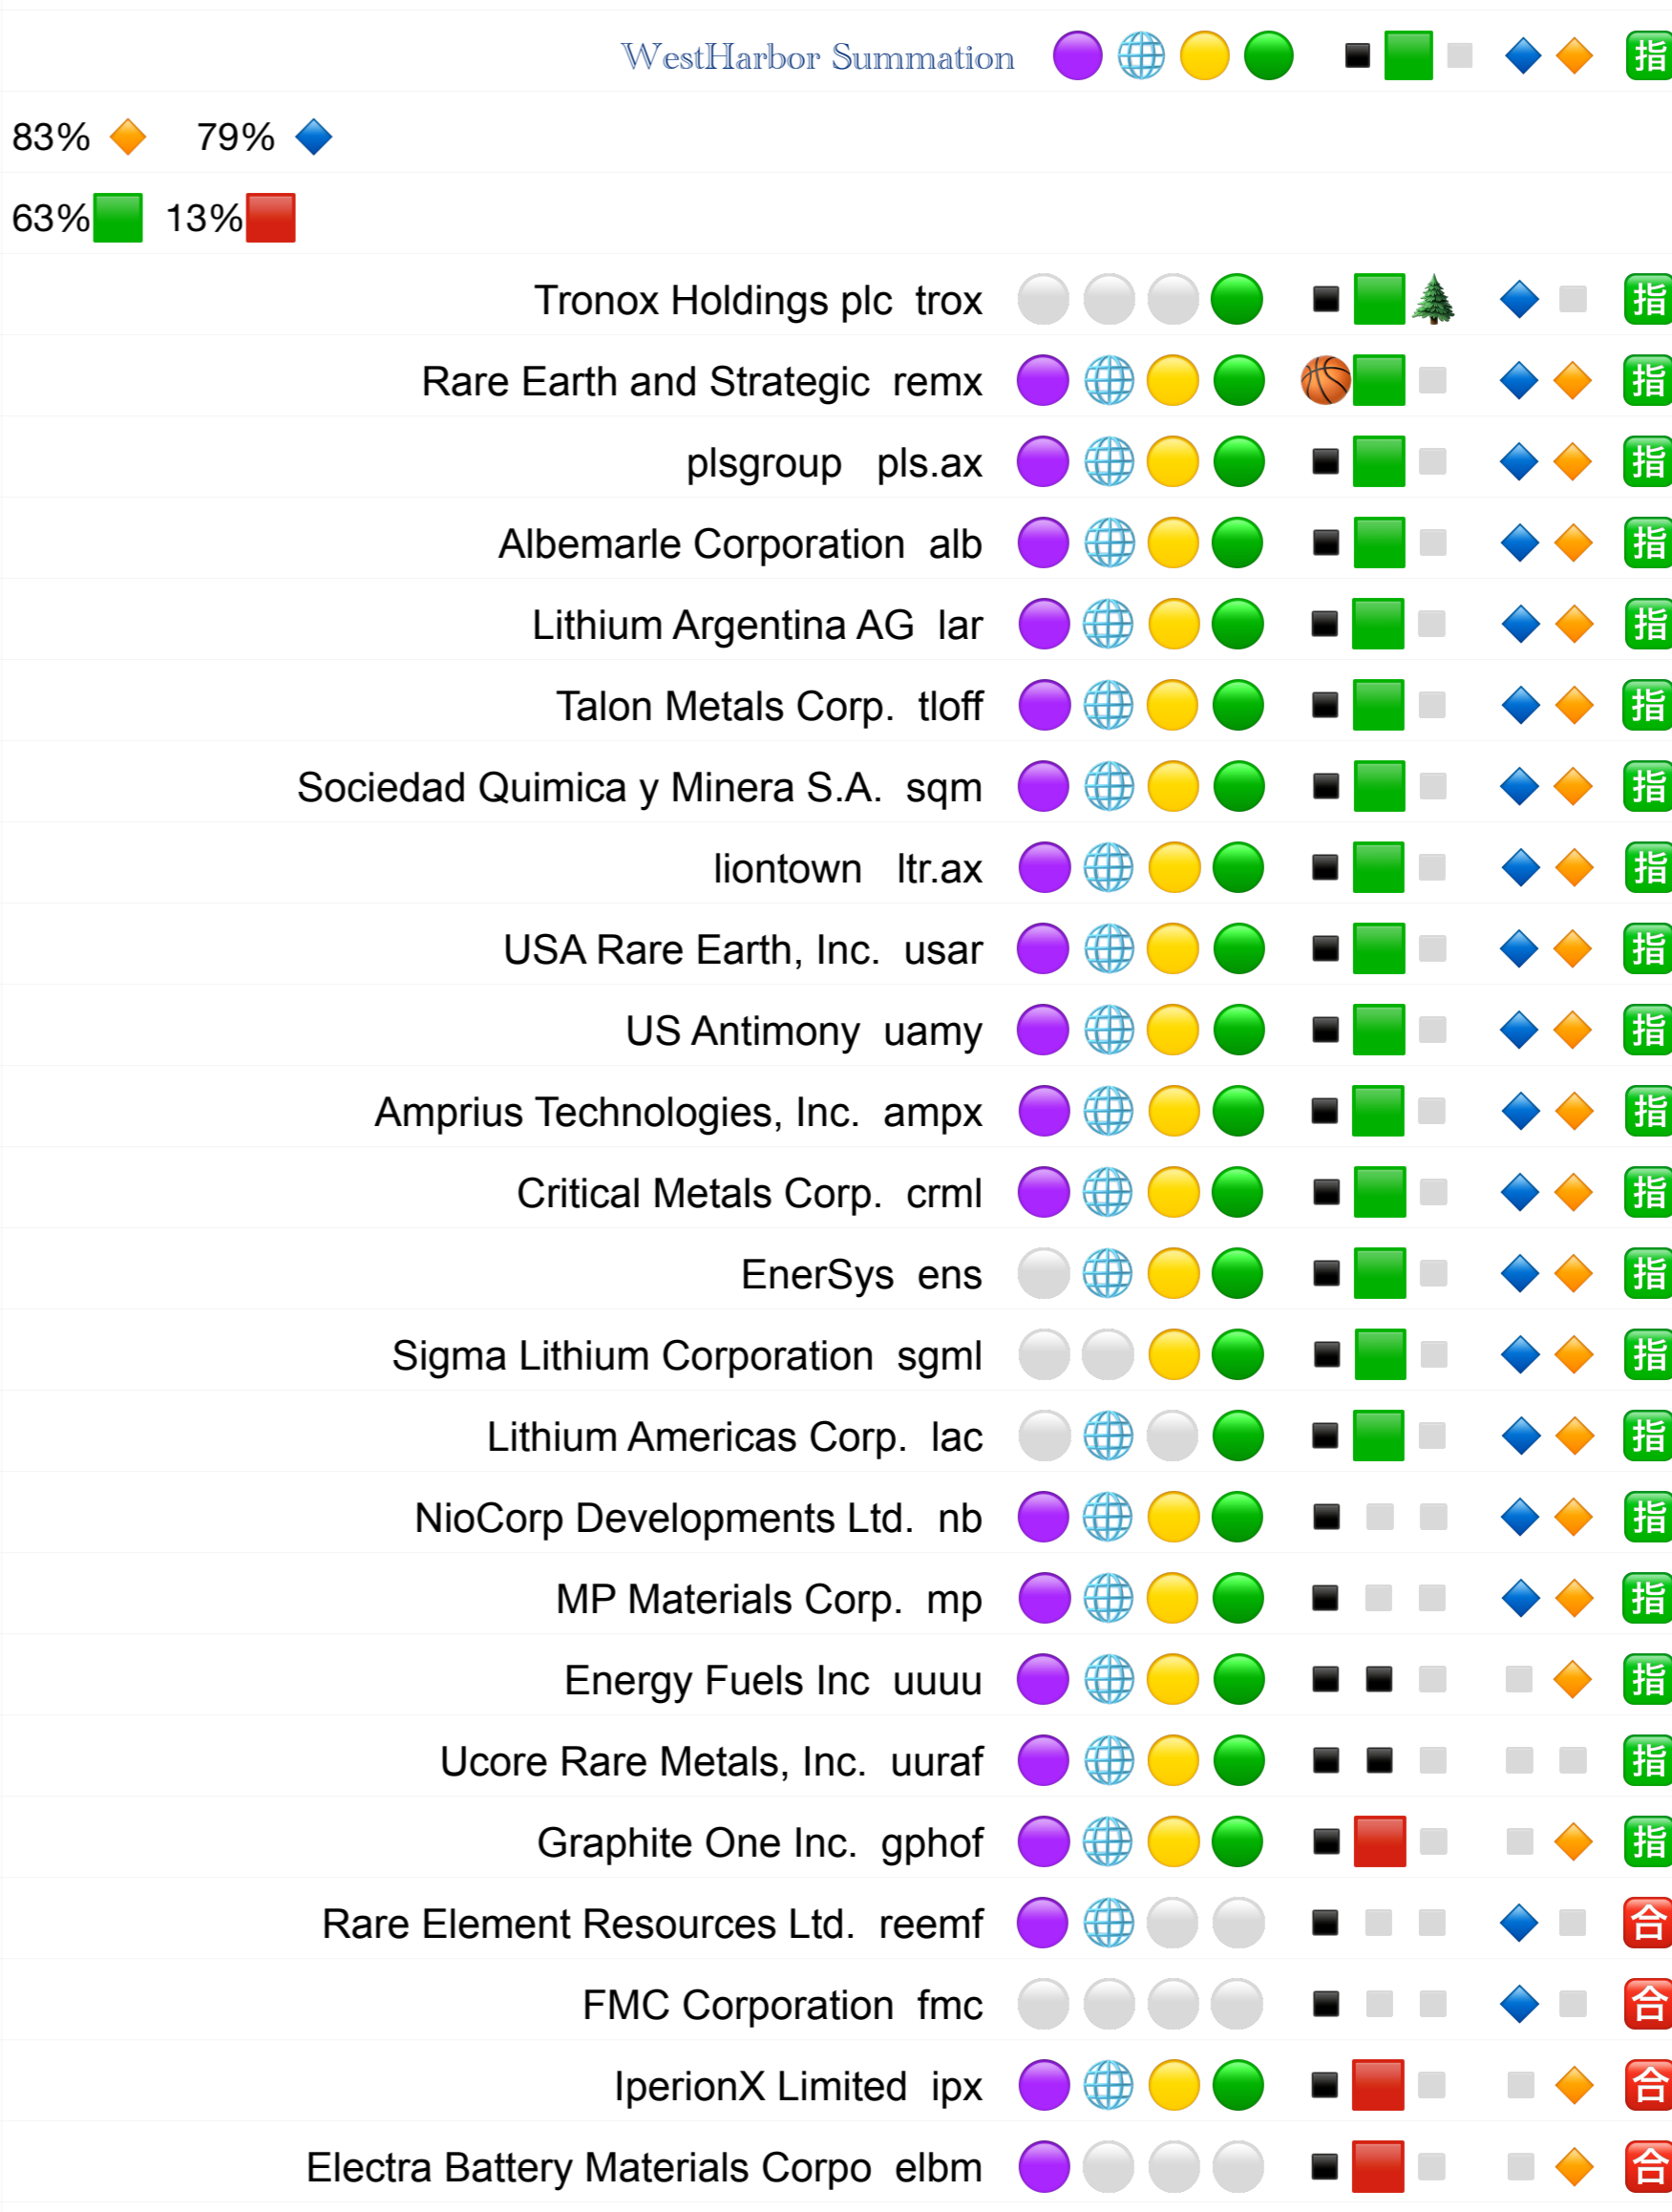 WestHarbor Summation 指
83% 79%
63% 13%
Tronox Holdings plc trox 指
Rare Earth and Strategic remx 指
plsgroup pls.ax 指
Albemarle Corporation alb 指
Lithium Argentina AG lar 指
Talon Metals Corp. tloff 指
Sociedad Quimica y Minera S.A. sqm 指
liontown ltr.ax 指
USA Rare Earth, Inc. usar 指
US Antimony uamy 指
Amprius Technologies, Inc. ampx 指
Critical Metals Corp. crml 指
EnerSys ens 指
Sigma Lithium Corporation sgml 指
Lithium Americas Corp. lac 指
NioCorp Developments Ltd. nb 指
MP Materials Corp. mp 指
Energy Fuels Inc uuuu 指
Ucore Rare Metals, Inc. uuraf 指
Graphite One Inc. gphof 指
Rare Element Resources Ltd. reemf 合
FMC Corporation fmc 合
IperionX Limited ipx 合
Electra Battery Materials Corpo elbm 合